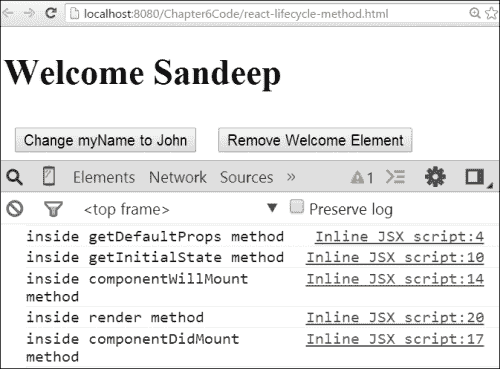 localhost:8080/Chapter6Code/react-lifecycle-method.html
Welcome Sandeep
Change myName to John
Remove Welcome Element
Elements Network Sources » 1
<top frame> ▼ Preserve log
inside getDefaultProps method Inline JSX script:4
inside getInitialState method Inline JSX script:10
inside componentWillMount Inline JSX script:14
method
inside render method Inline JSX script:20
inside componentDidMount Inline JSX script:17
method